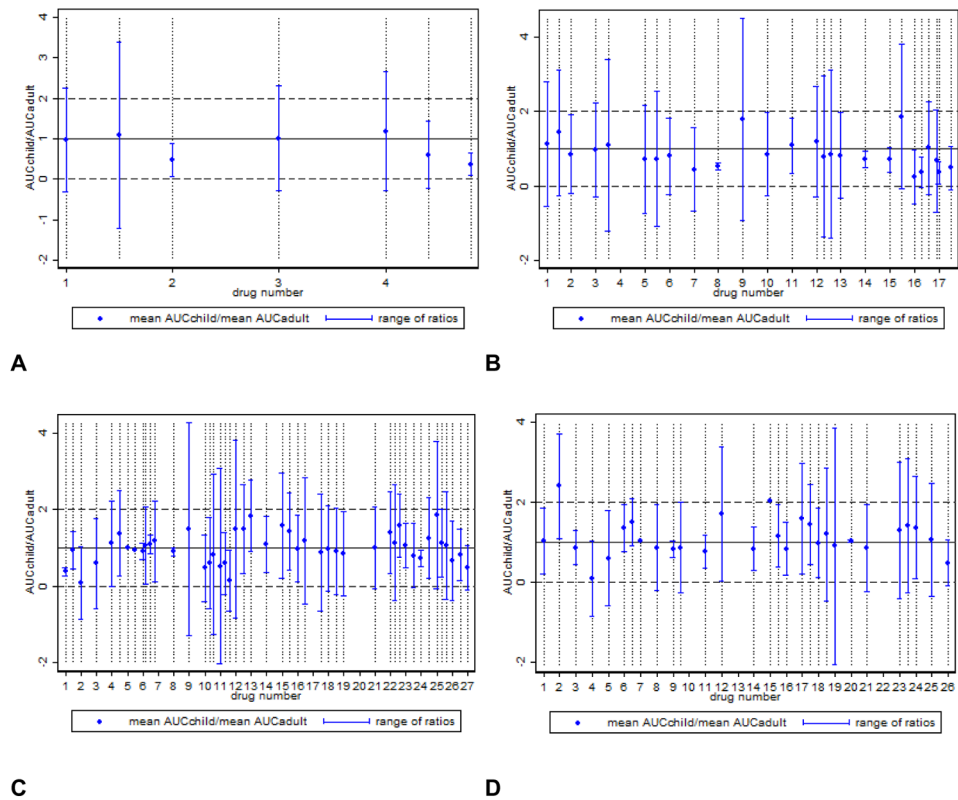 4
3
2
1
0
-1
-2
AUCchild/AUCadult
1 2 3 4
drug number
mean AUCchild/mean AUCadult range of ratios
A
4
2
0
-2
AUCchild/AUCadult
1 2 3 4 5 6 7 8 9 10 11 12 13 14 15 16 17
drug number
mean AUCchild/mean AUCadult range of ratios
B
4
2
0
-2
AUCchild/AUCadult
1 2 3 4 5 6 7 8 9 10 11 12 13 14 15 16 17 18 19 20 21 22 23 24 25 26 27
drug number
mean AUCchild/mean AUCadult range of ratios
C
4
2
0
-2
AUCchild/AUCadult
1 2 3 4 5 6 7 8 9 10 11 12 13 14 15 16 17 18 19 20 21 22 23 24 25 26
drug number
mean AUCchild/mean AUCadult range of ratios
D